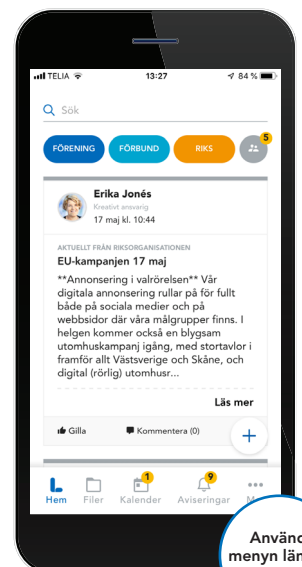 TELIA 13:27 84 %
Sök
5
FÖRENING FÖRBUND RIKS
Erika Jonés
Kreativt ansvarig
17 maj kl. 10:44
AKTUELLT FRÅN RIKSORGANISATIONEN
EU-kampanjen 17 maj
**Annonsering i valrörelsen** Vår
digitala annonsering rullar på för fullt
både på sociala medier och på
webbsidor där våra målgrupper finns. I
helgen kommer också en blygsam
utomhuskampanj igång, med stortavlor i
framför allt Västsverige och Skåne, och
digital (rörlig) utomhusr...
Läs mer
Gilla Kommentera (0) +
1 9
Hem Filer Kalender Aviseringar
Använd
menyn län